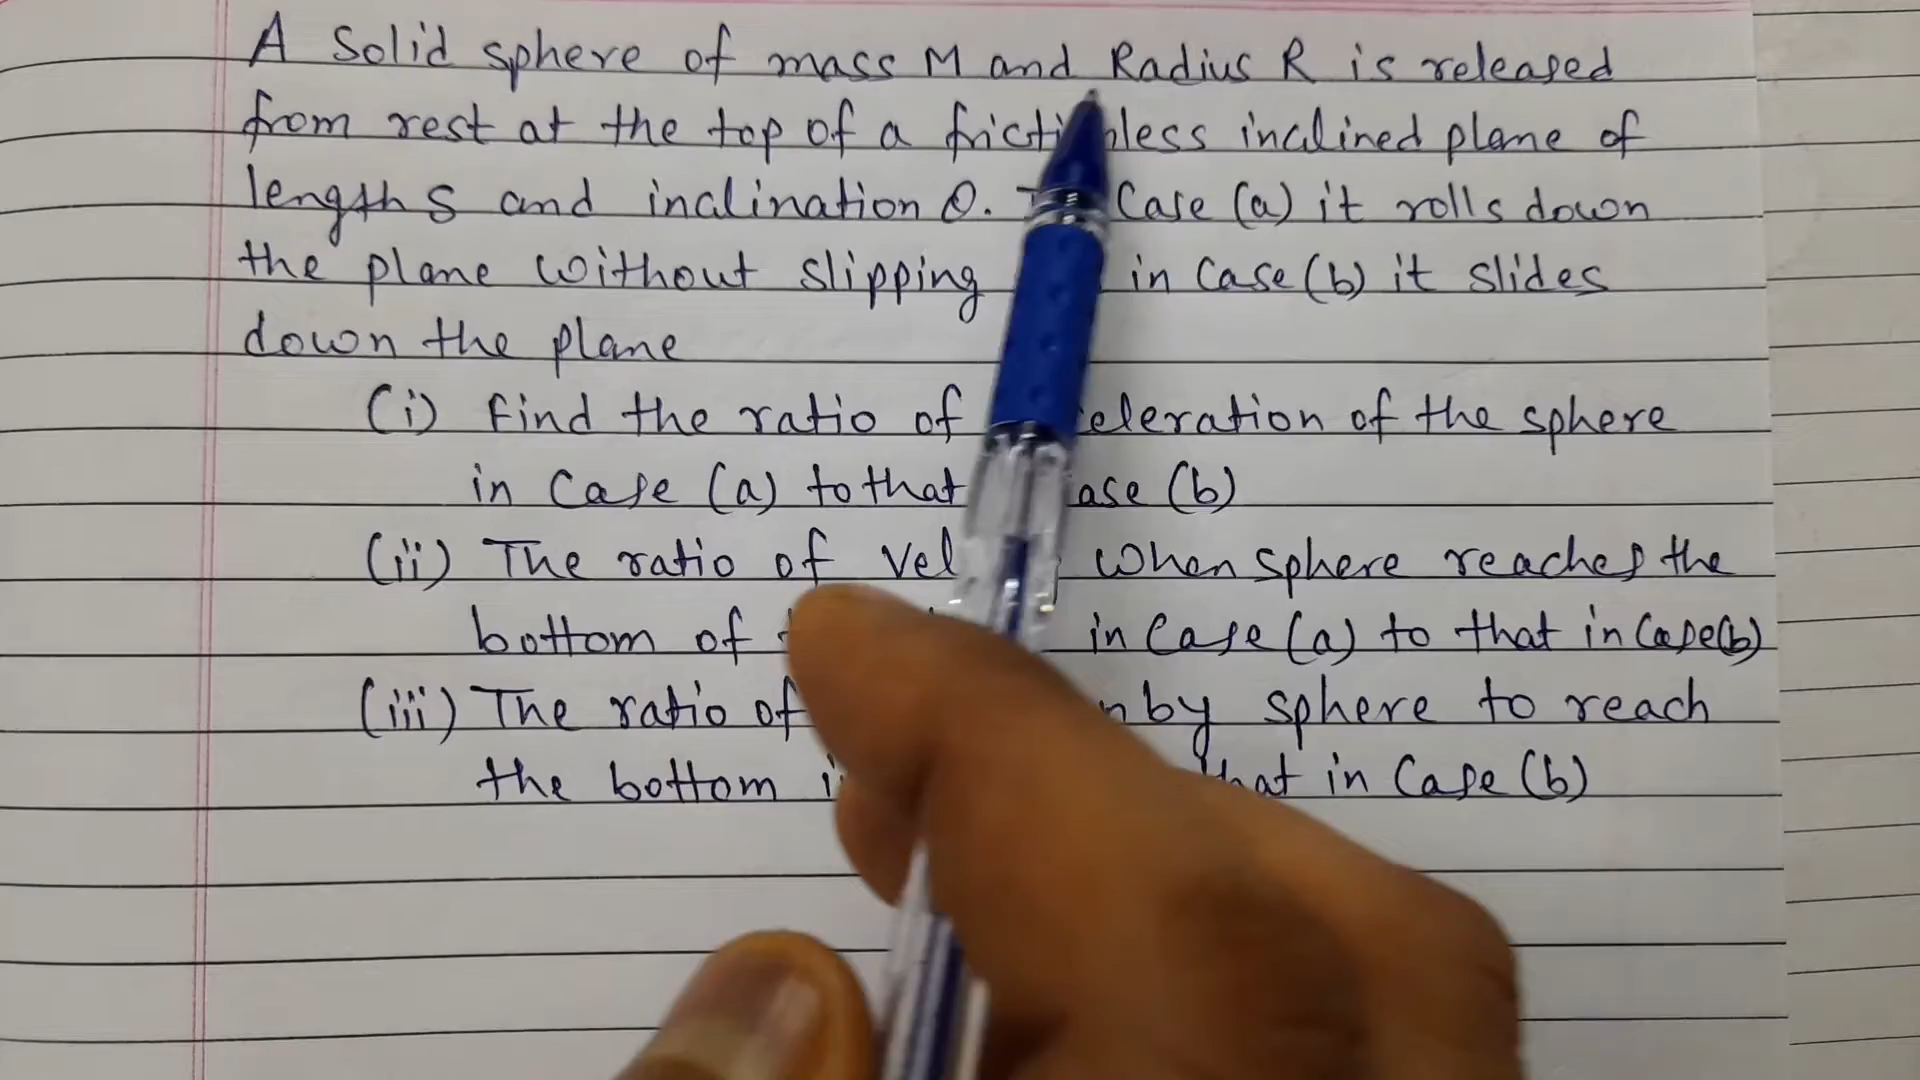 A Solid sphere of mass M and Radius R is released
from rest at the top of a less inclined plane of
length S and inclination θ. Case (a) it rolls down
the plane without slipping in Case (b) it slides
down the plane
(i) Find the ratio of eleration of the sphere
in Case (a) to that ase (b)
(ii) The ratio of vel when sphere reaches the
bottom of in Case (a) to that in Case(b)
(iii) The ratio of by sphere to reach
the bottom hat in Case (b)